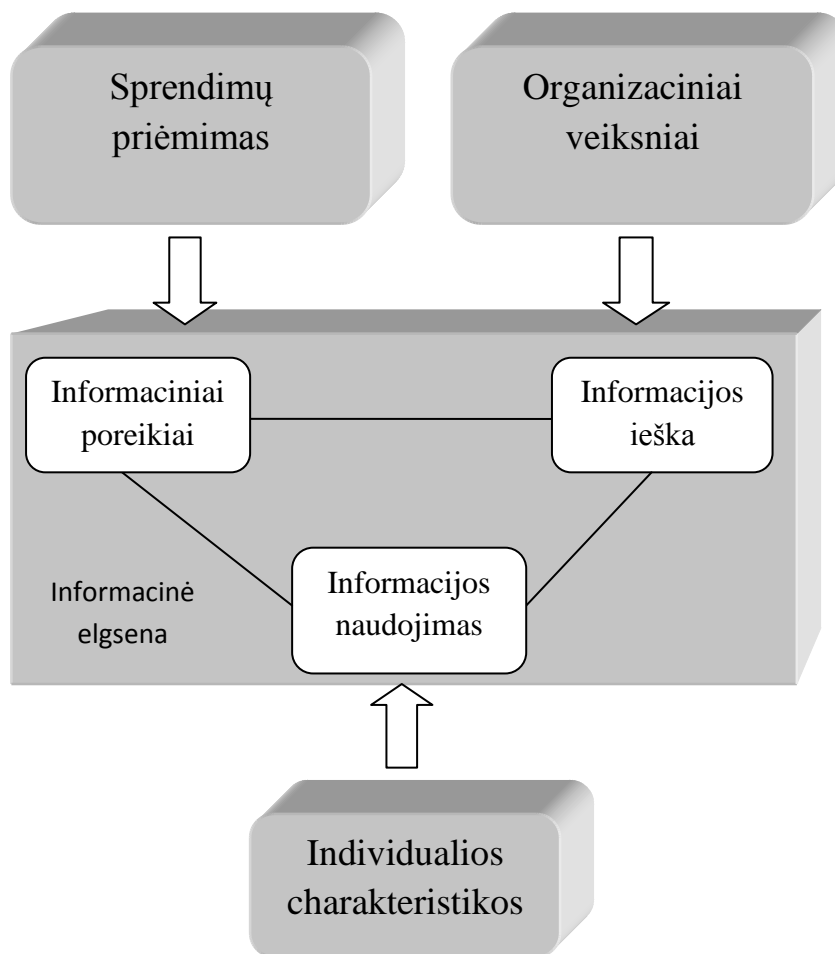 Sprendimų
priėmimas
Organizaciniai
veiksniai
Informaciniai
poreikiai
Informacijos
ieška
Informacinė
elgsena
Informacijos
naudojimas
Individualios
charakteristikos